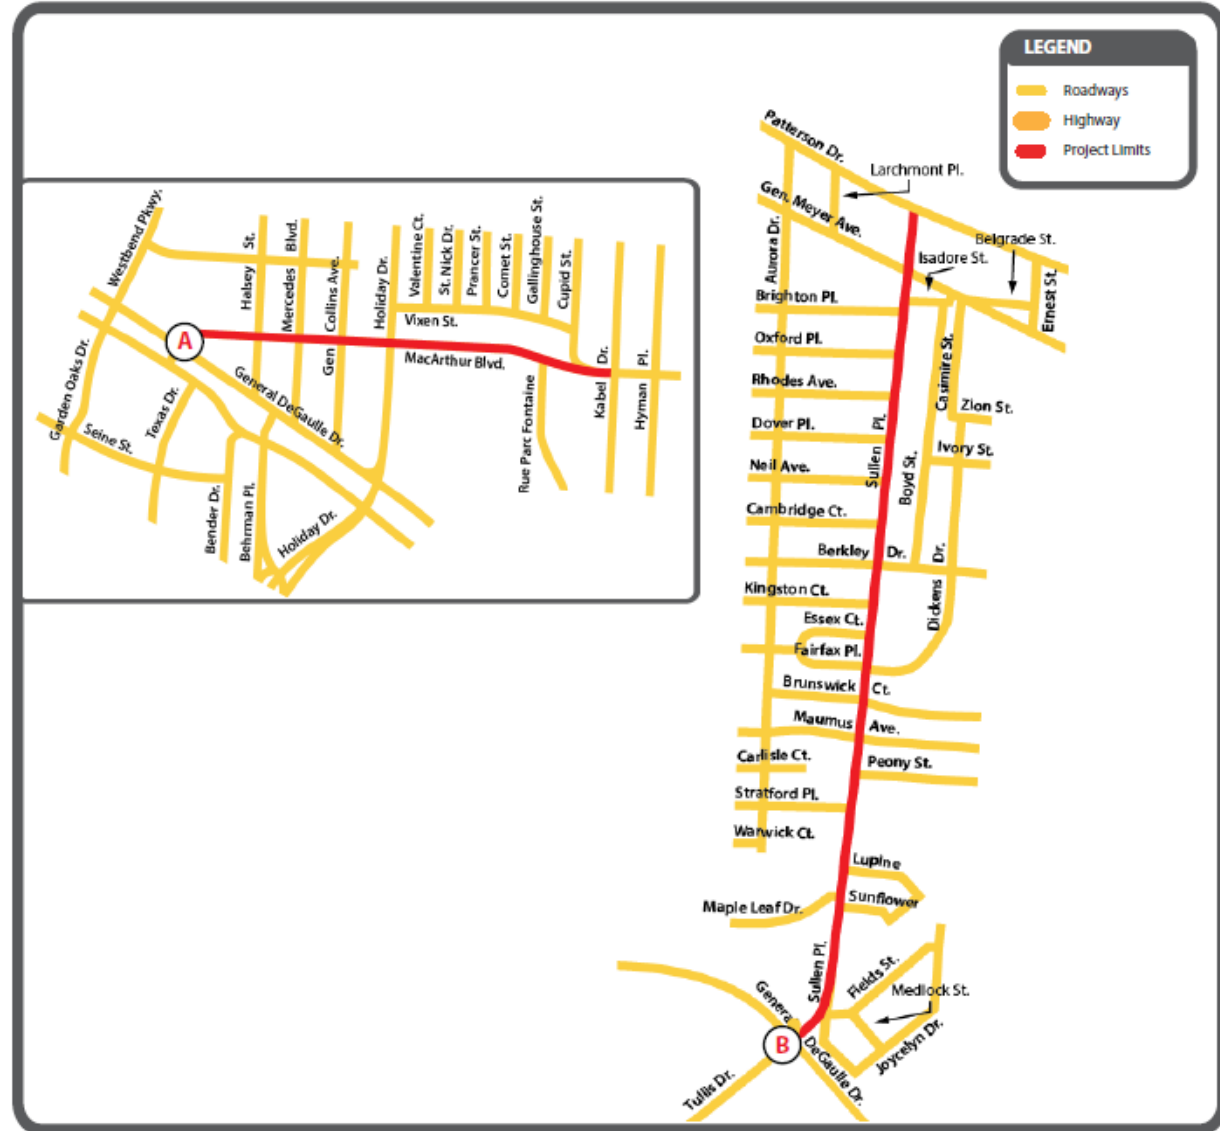 LEGEND
Roadways
Highway
Project Limits
Westbend Pkwy.
Halsey St.
Mercedes Blvd.
Gen Collins Ave.
Holiday Dr.
Valentine Ct.
St. Nick Dr.
Prancer St.
Comet St.
Gallinghouse St.
Cupid St.
Vixen St.
A
MacArthur Blvd.
Garden Oaks Dr.
Texas Dr.
General DeGaulle Dr.
Seine St.
Rue Parc Fontaine
Kabel Dr.
Hyman Pl.
Bender Dr.
Behrman Pl.
Holiday Dr.
Patterson Dr.
Larchmont Pl.
Gen. Meyer Ave.
Belgrade St.
Isadore St.
Aurora Dr.
Ernest St.
Brighton Pl.
Oxford Pl.
Casimire St.
Rhodes Ave.
Zion St.
Dover Pl.
Sullen Pl.
Ivory St.
Neil Ave.
Boyd St.
Cambridge Ct.
Berkley Dr.
Dickens Dr.
Kingston Ct.
Essex Ct.
Fairfax Pl.
Brunswick Ct.
Maumus Ave.
Carlisle Ct.
Peony St.
Stratford Pl.
Warwick Ct.
Lupine
Sunflower
Maple Leaf Dr.
Sullen Pl.
Fields St.
Medlock St.
General DeGaulle Dr.
B
Joycelyn Dr.
Tullis Dr.